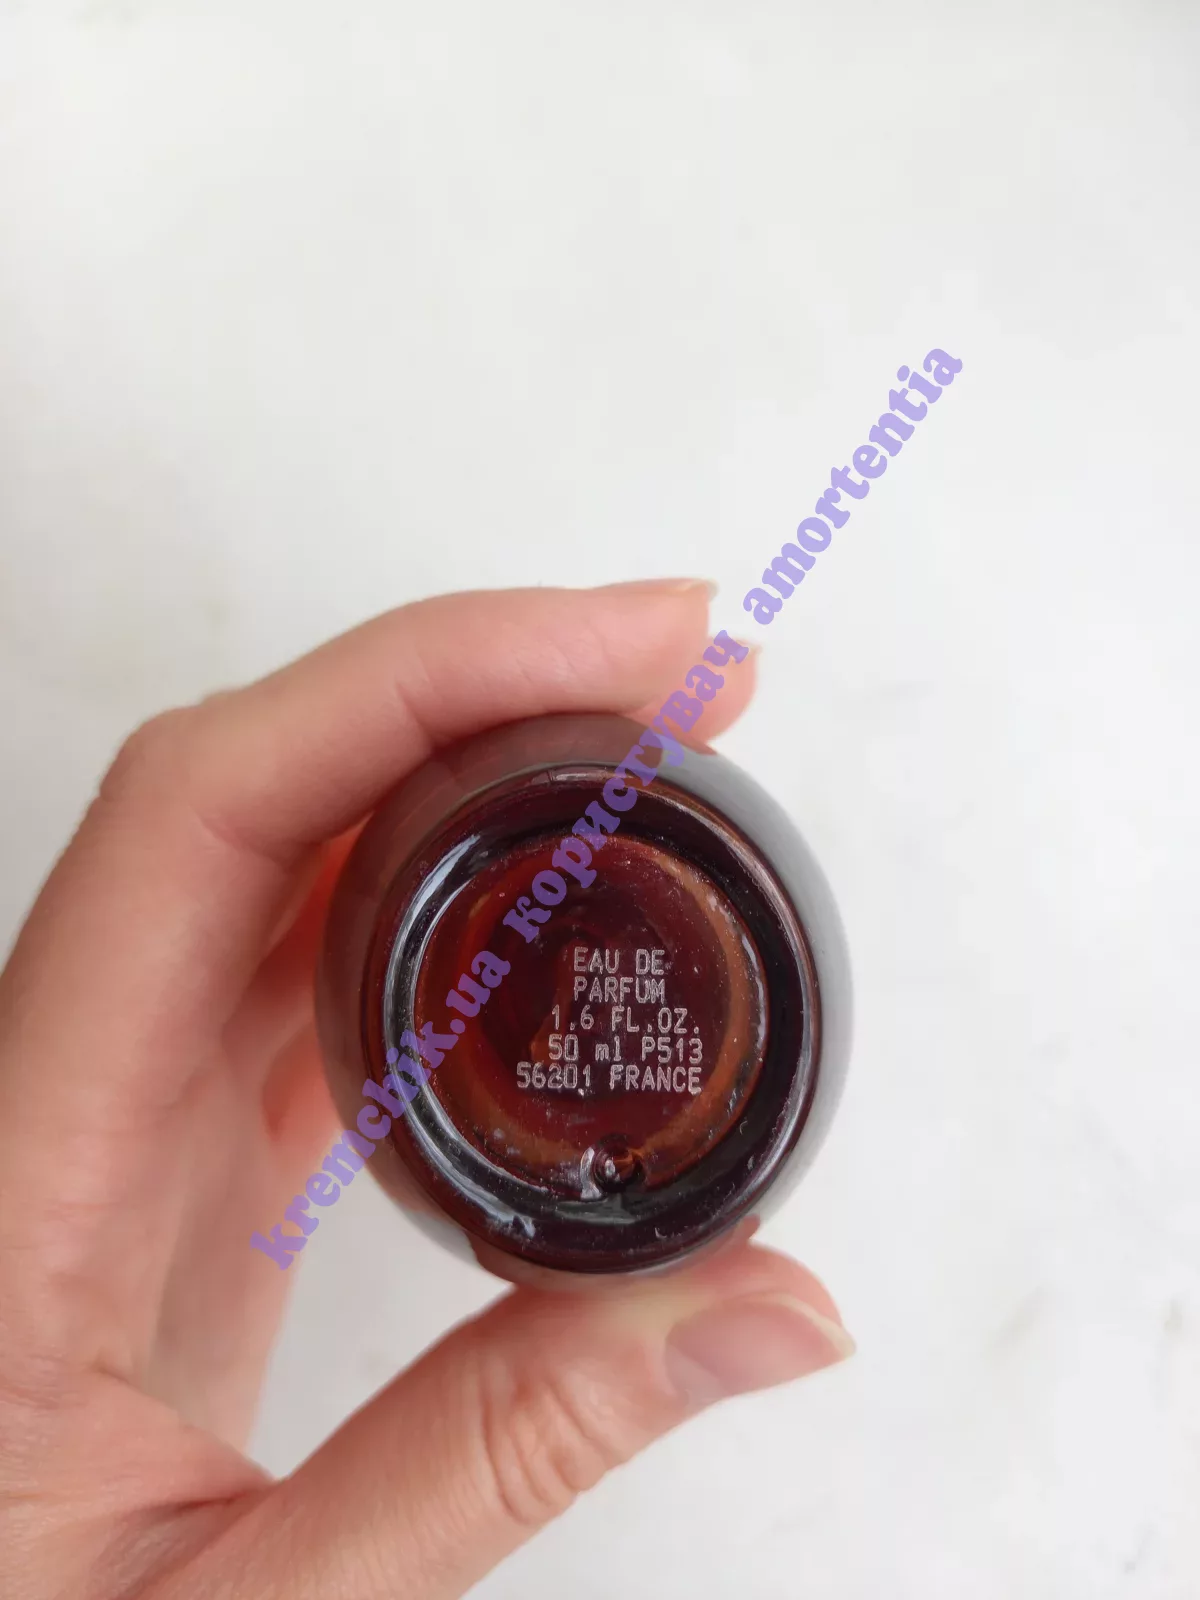 EAU DE
PARFUM
1.6 FL.OZ.
50 ml P513
56201 FRANCE
kremchik.ua користувач amortentia